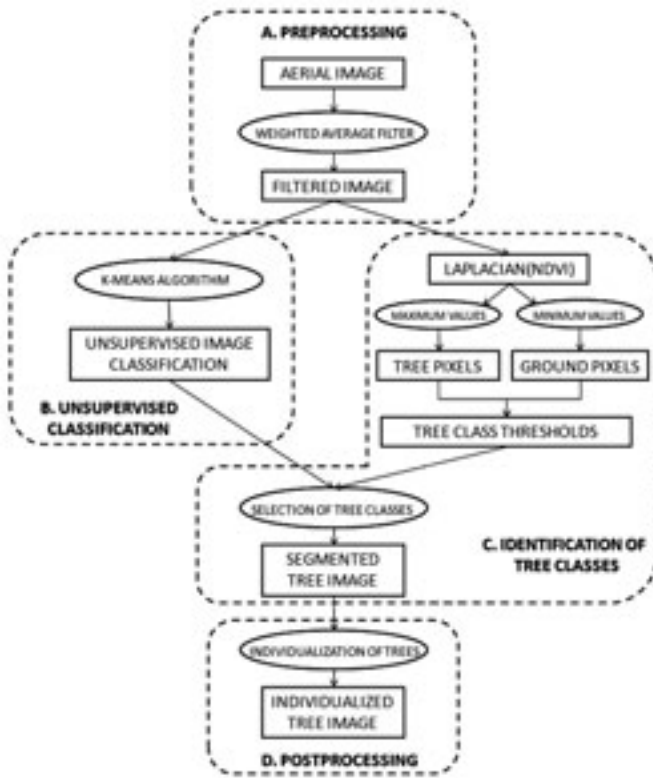 A. PREPROCESSING
AERIAL IMAGE
WEIGHTED AVERAGE FILTER
FILTERED IMAGE
K-MEANS ALGORITHM
UNSUPERVISED IMAGE
CLASSIFICATION
B. UNSUPERVISED
CLASSIFICATION
LAPLACIAN(NDVI)
MAXIMUM VALUES
MINIMUM VALUES
TREE PIXELS
GROUND PIXELS
TREE CLASS THRESHOLDS
SELECTION OF TREE CLASSES
SEGMENTED
TREE IMAGE
C. IDENTIFICATION OF
TREE CLASSES
INDIVIDUALIZATION OF TREES
INDIVIDUALIZED
TREE IMAGE
D. POSTPROCESSING